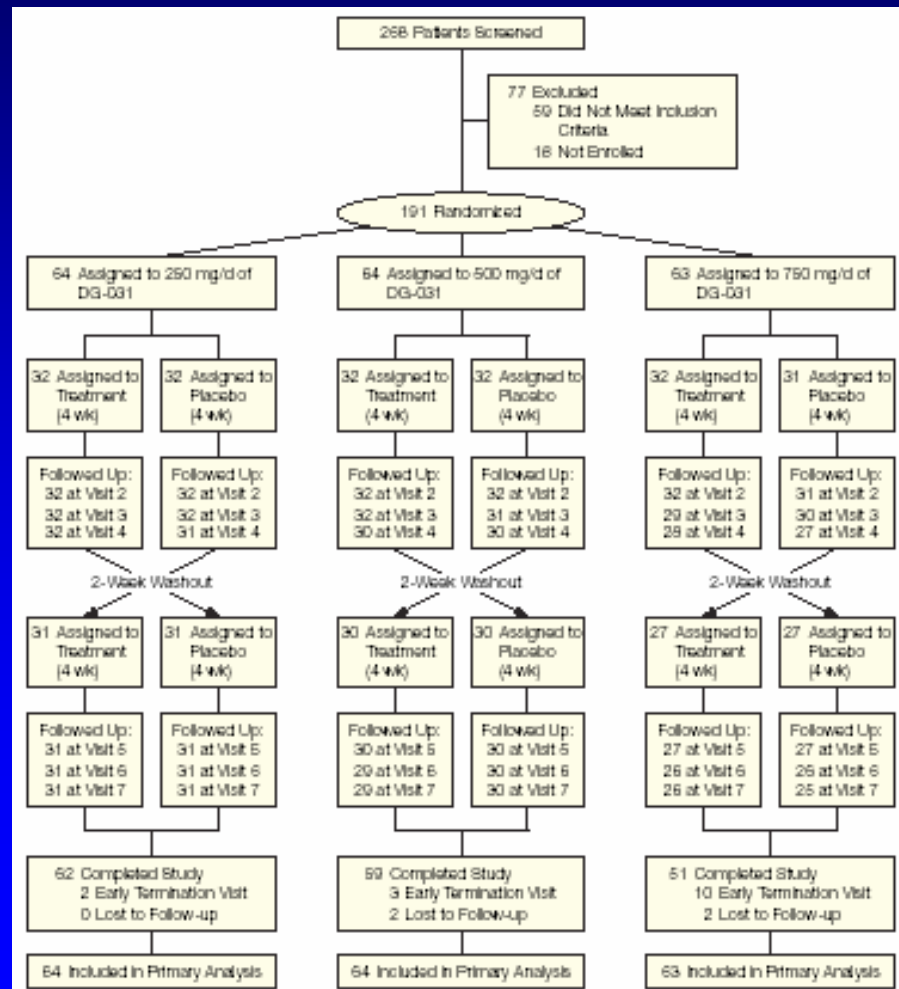 268 Patients Screened
77 Excluded
59 Did Not Meet Inclusion
Criteria
18 Not Enrolled
191 Randomized
64 Assigned to 250 mg/d of
DG-031
64 Assigned to 500 mg/d of
DG-031
63 Assigned to 750 mg/d of
DG-031
32 Assigned to
Treatment
(4 wk)
32 Assigned to
Placebo
(4 wk)
32 Assigned to
Treatment
(4 wk)
32 Assigned to
Placebo
(4 wk)
32 Assigned to
Treatment
(4 wk)
31 Assigned to
Placebo
(4 wk)
Followed Up:
32 at Visit 2
32 at Visit 3
32 at Visit 4
Followed Up:
32 at Visit 2
32 at Visit 3
31 at Visit 4
Followed Up:
32 at Visit 2
32 at Visit 3
30 at Visit 4
Followed Up:
32 at Visit 2
31 at Visit 3
30 at Visit 4
Followed Up:
32 at Visit 2
29 at Visit 3
28 at Visit 4
Followed Up:
31 at Visit 2
30 at Visit 3
27 at Visit 4
2-Week Washout
2-Week Washout
2-Week Washout
31 Assigned to
Treatment
(4 wk)
31 Assigned to
Placebo
(4 wk)
30 Assigned to
Treatment
(4 wk)
30 Assigned to
Placebo
(4 wk)
27 Assigned to
Treatment
(4 wk)
27 Assigned to
Placebo
(4 wk)
Followed Up:
31 at Visit 5
31 at Visit 6
31 at Visit 7
Followed Up:
31 at Visit 5
31 at Visit 6
31 at Visit 7
Followed Up:
30 at Visit 5
29 at Visit 6
29 at Visit 7
Followed Up:
30 at Visit 5
30 at Visit 6
30 at Visit 7
Followed Up:
27 at Visit 5
26 at Visit 6
26 at Visit 7
Followed Up:
27 at Visit 5
26 at Visit 6
25 at Visit 7
62 Completed Study
2 Early Termination Visit
0 Lost to Follow-up
59 Completed Study
3 Early Termination Visit
2 Lost to Follow-up
51 Completed Study
10 Early Termination Visit
2 Lost to Follow-up
64 Included in Primary Analysis
64 Included in Primary Analysis
63 Included in Primary Analysis